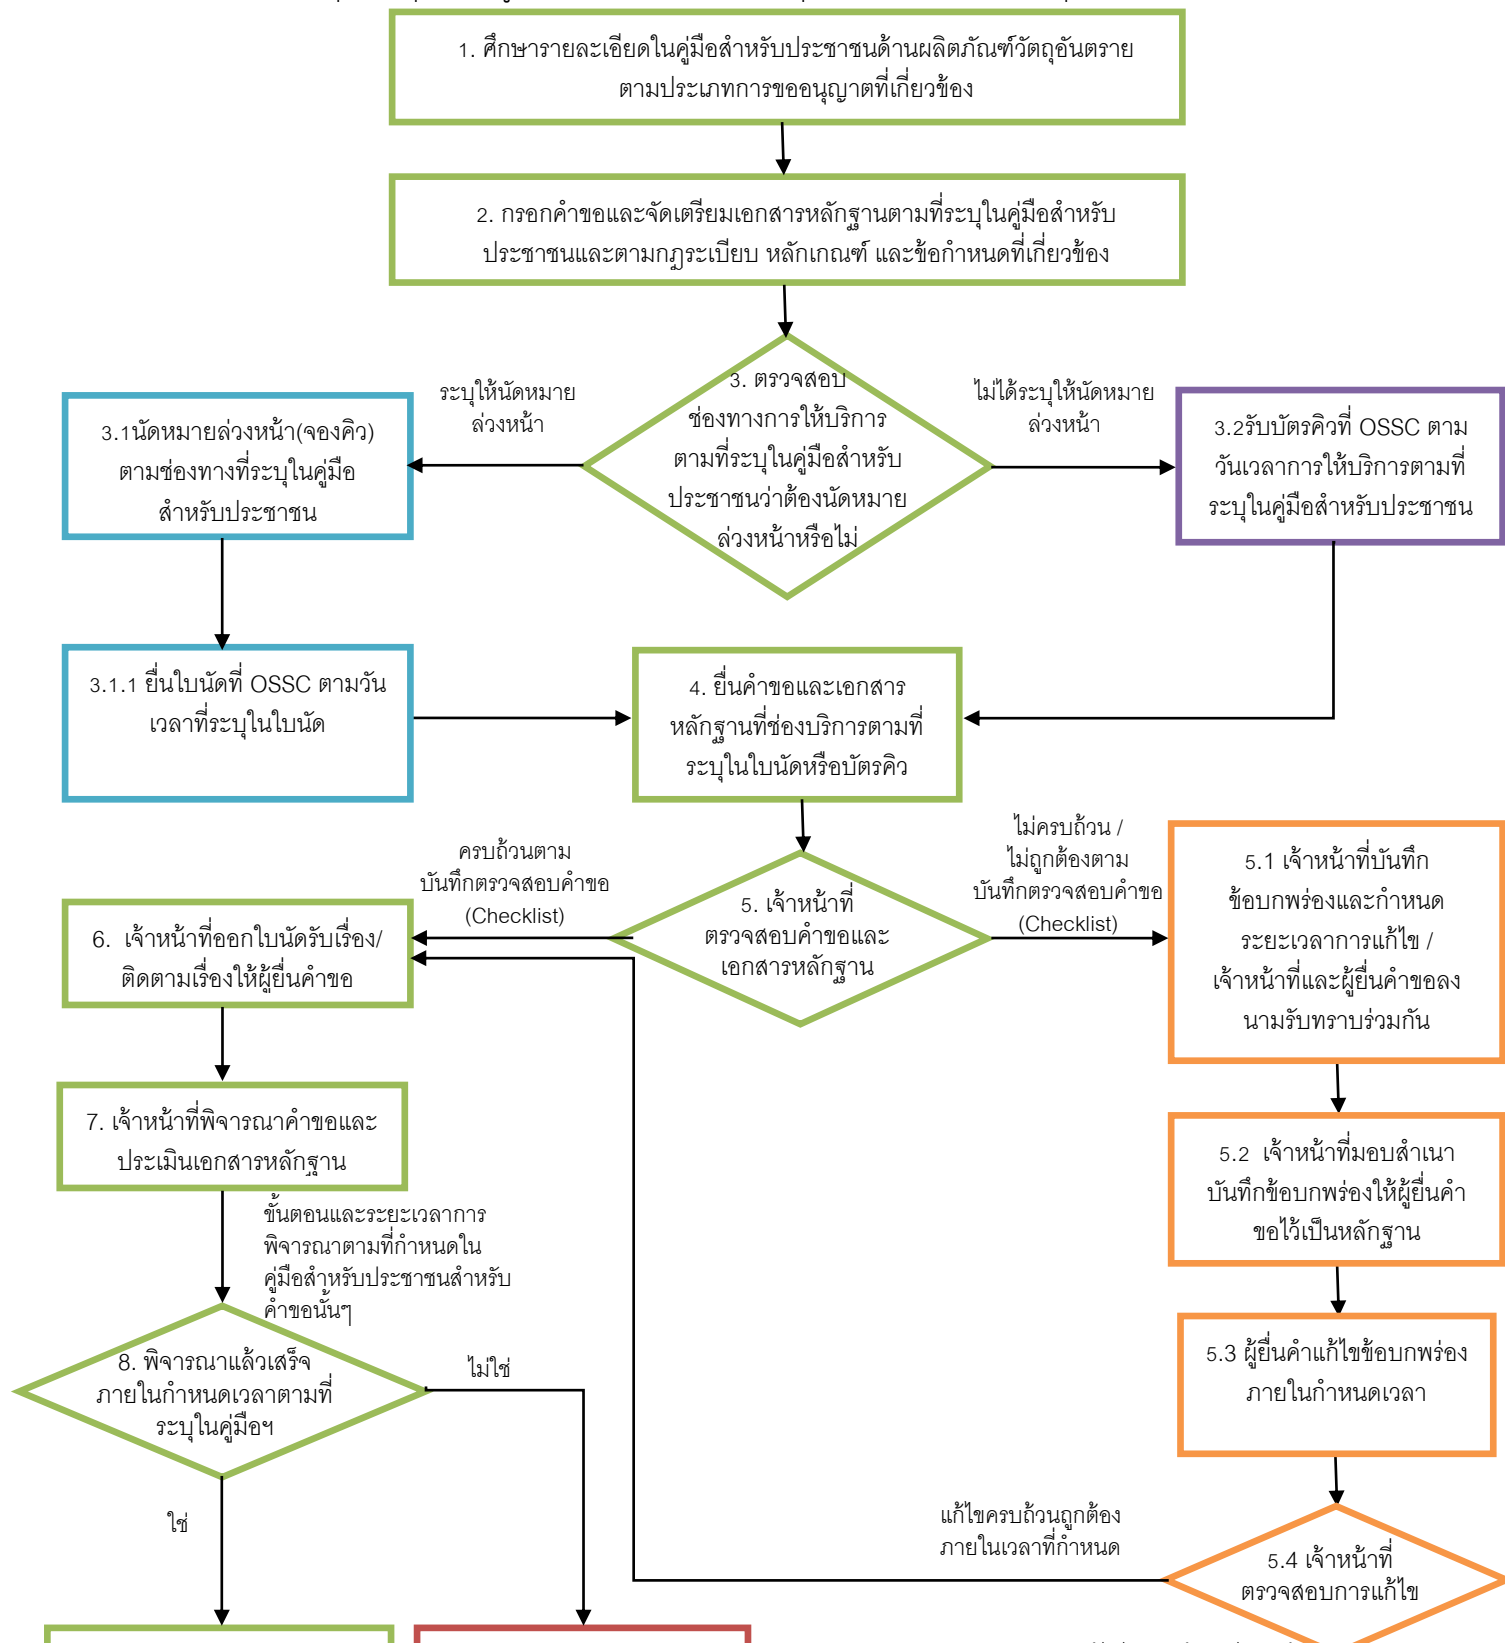 1. ศึกษารายละเอียดในคู่มือสำหรับประชาชนด้านผลิตภัณฑ์วัตถุอันตราย
ตามประเภทการขออนุญาตที่เกี่ยวข้อง
2. กรอกคำขอและจัดเตรียมเอกสารหลักฐานตามที่ระบุในคู่มือสำหรับ
ประชาชนและตามกฎระเบียบ หลักเกณฑ์ และข้อกำหนดที่เกี่ยวข้อง
3. ตรวจสอบ
ช่องทางการให้บริการ
ตามที่ระบุในคู่มือสำหรับ
ประชาชนว่าต้องนัดหมาย
ล่วงหน้าหรือไม่
ระบุให้นัดหมาย
ล่วงหน้า
ไม่ได้ระบุให้นัดหมาย
ล่วงหน้า
3.1นัดหมายล่วงหน้า(จองคิว)
ตามช่องทางที่ระบุในคู่มือ
สำหรับประชาชน
3.2รับบัตรคิวที่ OSSC ตาม
วันเวลาการให้บริการตามที่
ระบุในคู่มือสำหรับประชาชน
3.1.1 ยื่นใบนัดที่ OSSC ตามวัน
เวลาที่ระบุในใบนัด
4. ยื่นคำขอและเอกสาร
หลักฐานที่ช่องบริการตามที่
ระบุในใบนัดหรือบัตรคิว
ครบถ้วนตาม
บันทึกตรวจสอบคำขอ
(Checklist)
5. เจ้าหน้าที่
ตรวจสอบคำขอและ
เอกสารหลักฐาน
ไม่ครบถ้วน /
ไม่ถูกต้องตาม
บันทึกตรวจสอบคำขอ
(Checklist)
5.1 เจ้าหน้าที่บันทึก
ข้อบกพร่องและกำหนด
ระยะเวลาการแก้ไข /
เจ้าหน้าที่และผู้ยื่นคำขอลง
นามรับทราบร่วมกัน
6. เจ้าหน้าที่ออกใบนัดรับเรื่อง/
ติดตามเรื่องให้ผู้ยื่นคำขอ
7. เจ้าหน้าที่พิจารณาคำขอและ
ประเมินเอกสารหลักฐาน
5.2 เจ้าหน้าที่มอบสำเนา
บันทึกข้อบกพร่องให้ผู้ยื่นคำ
ขอไว้เป็นหลักฐาน
ขั้นตอนและระยะเวลาการ
พิจารณาตามที่กำหนดใน
คู่มือสำหรับประชาชนสำหรับ
คำขอนั้นๆ
8. พิจารณาแล้วเสร็จ
ภายในกำหนดเวลาตามที่
ระบุในคู่มือฯ
ไม่ใช่
ใช่
5.3 ผู้ยื่นคำแก้ไขข้อบกพร่อง
ภายในกำหนดเวลา
แก้ไขครบถ้วนถูกต้อง
ภายในเวลาที่กำหนด
5.4 เจ้าหน้าที่
ตรวจสอบการแก้ไข